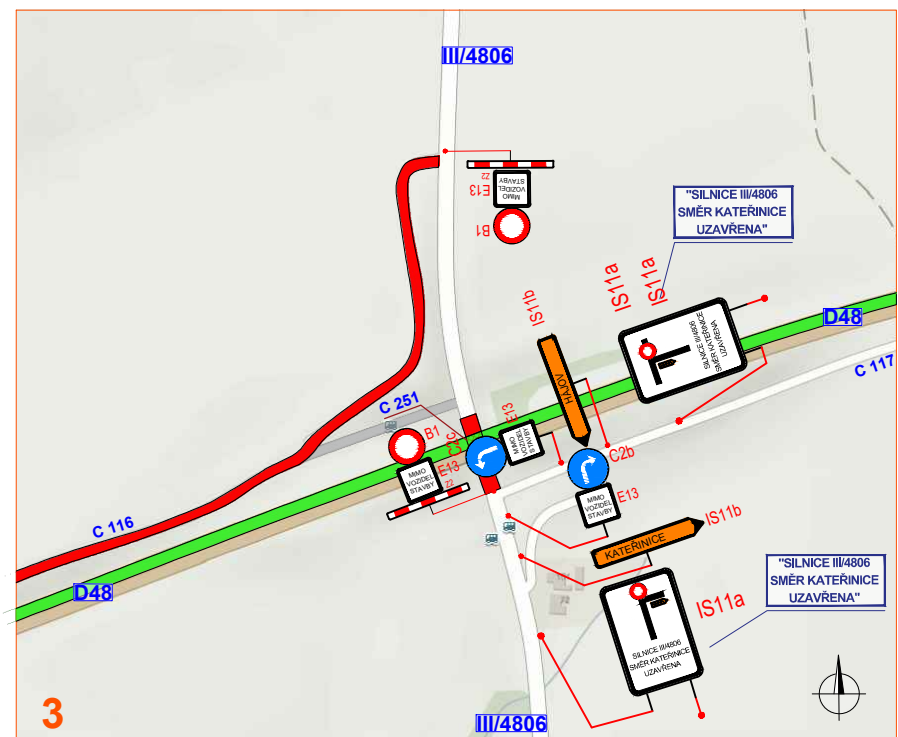 III/4806
MIMO
VOZIDEL
STAVBY
Z2
E13
B1
"SILNICE III/4806
SMĚR KATEŘINICE
UZAVŘENA"
IS11a
IS11a
IS11b
SILNICE III/4806
SMĚR KATEŘINICE
UZAVŘENA
D48
C 117
HÁJOV
C 251
B1
E13
MIMO
VOZIDEL
STAVBY
C2c
E13
MIMO
VOZIDEL
STAVBY
Z2
C2b
MIMO
VOZIDEL
STAVBY
E13
IS11b
KATEŘINICE
C 116
D48
"SILNICE III/4806
SMĚR KATEŘINICE
UZAVŘENA"
IS11a
SILNICE III/4806
SMĚR KATEŘINICE
UZAVŘENA
3
III/4806